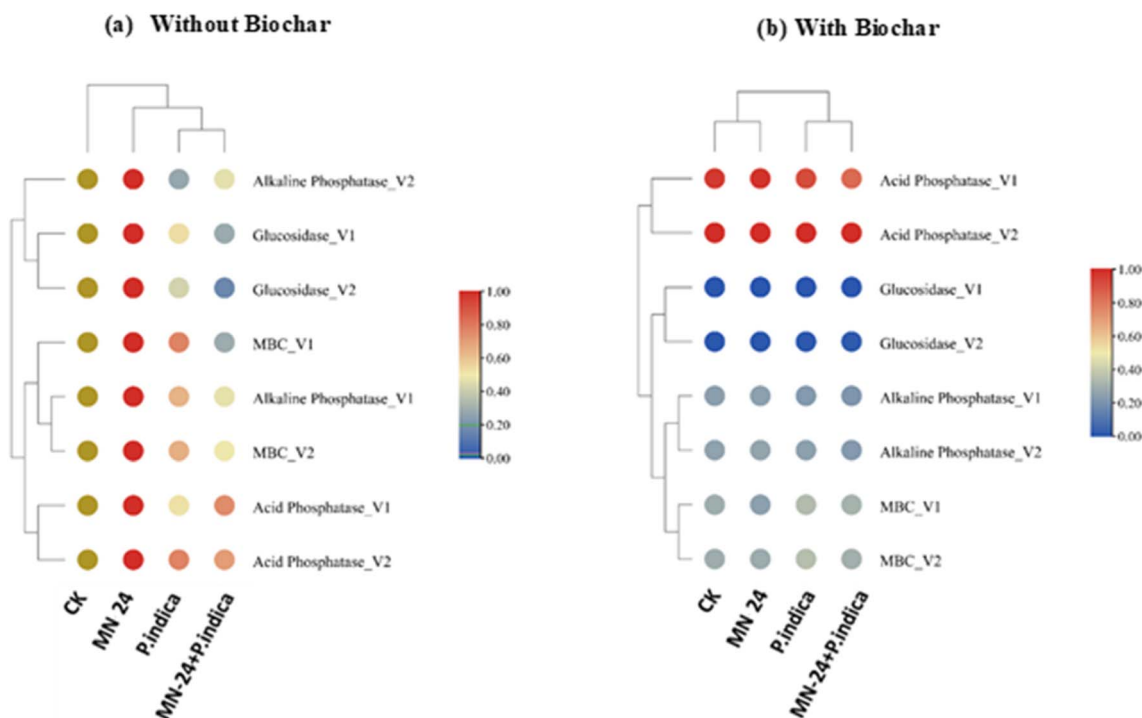 (a) Without Biochar
Alkaline Phosphatase_V2
Glucosidase_V1
Glucosidase_V2
MBC_V1
Alkaline Phosphatase_V1
MBC_V2
Acid Phosphatase_V1
Acid Phosphatase_V2
1.00
0.80
0.60
0.40
0.20
0.00
CK
MN 24
P.indica
MN-24+P.indica
(b) With Biochar
Acid Phosphatase_V1
Acid Phosphatase_V2
Glucosidase_V1
Glucosidase_V2
Alkaline Phosphatase_V1
Alkaline Phosphatase_V2
MBC_V1
MBC_V2
1.00
0.80
0.60
0.40
0.20
0.00
CK
MN 24
P.indica
MN-24+P.indica